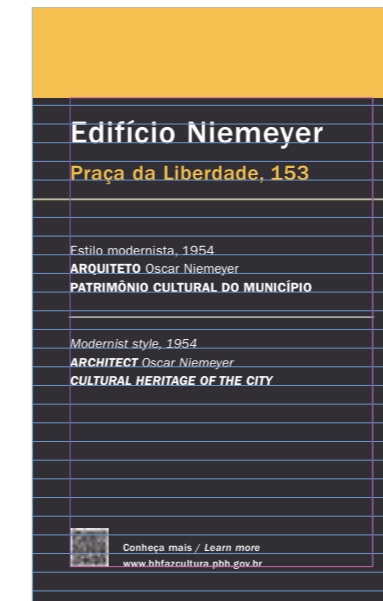 Edifício Niemeyer
Praça da Liberdade, 153
Estilo modernista, 1954
ARQUITETO Oscar Niemeyer
PATRIMÔNIO CULTURAL DO MUNICÍPIO
Modernist style, 1954
ARCHITECT Oscar Niemeyer
CULTURAL HERITAGE OF THE CITY
Conheça mais / Learn more
www.bhfazcultura.pbh.gov.br